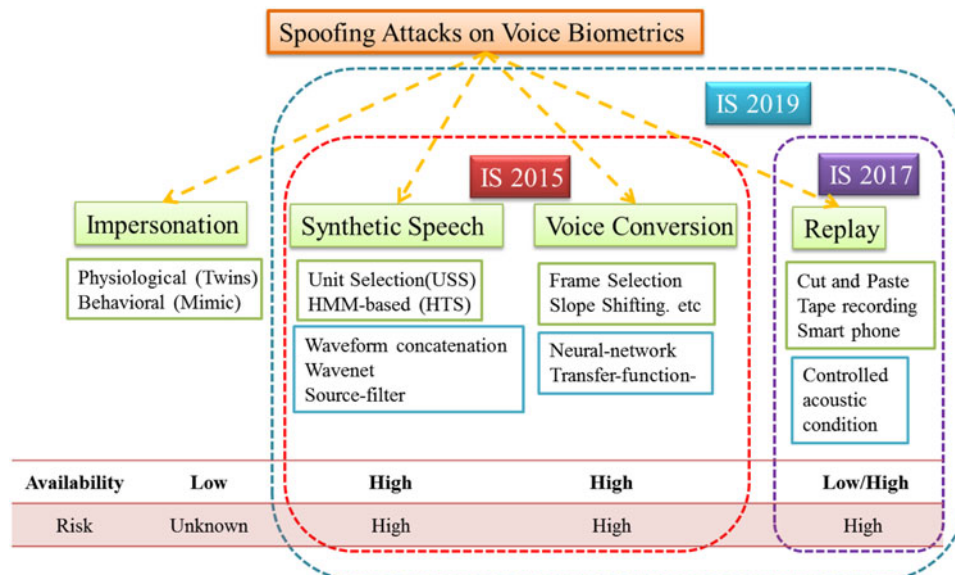 Spoofing Attacks on Voice Biometrics
IS 2019
IS 2015
IS 2017
Impersonation
Synthetic Speech
Voice Conversion
Replay
Physiological (Twins)
Behavioral (Mimic)
Unit Selection(USS)
HMM-based (HTS)
Frame Selection
Slope Shifting. etc
Cut and Paste
Tape recording
Smart phone
Waveform concatenation
Wavenet
Source-filter
Neural-network
Transfer-function-
Controlled
acoustic
condition
Availability Low High High Low/High
Risk Unknown High High High